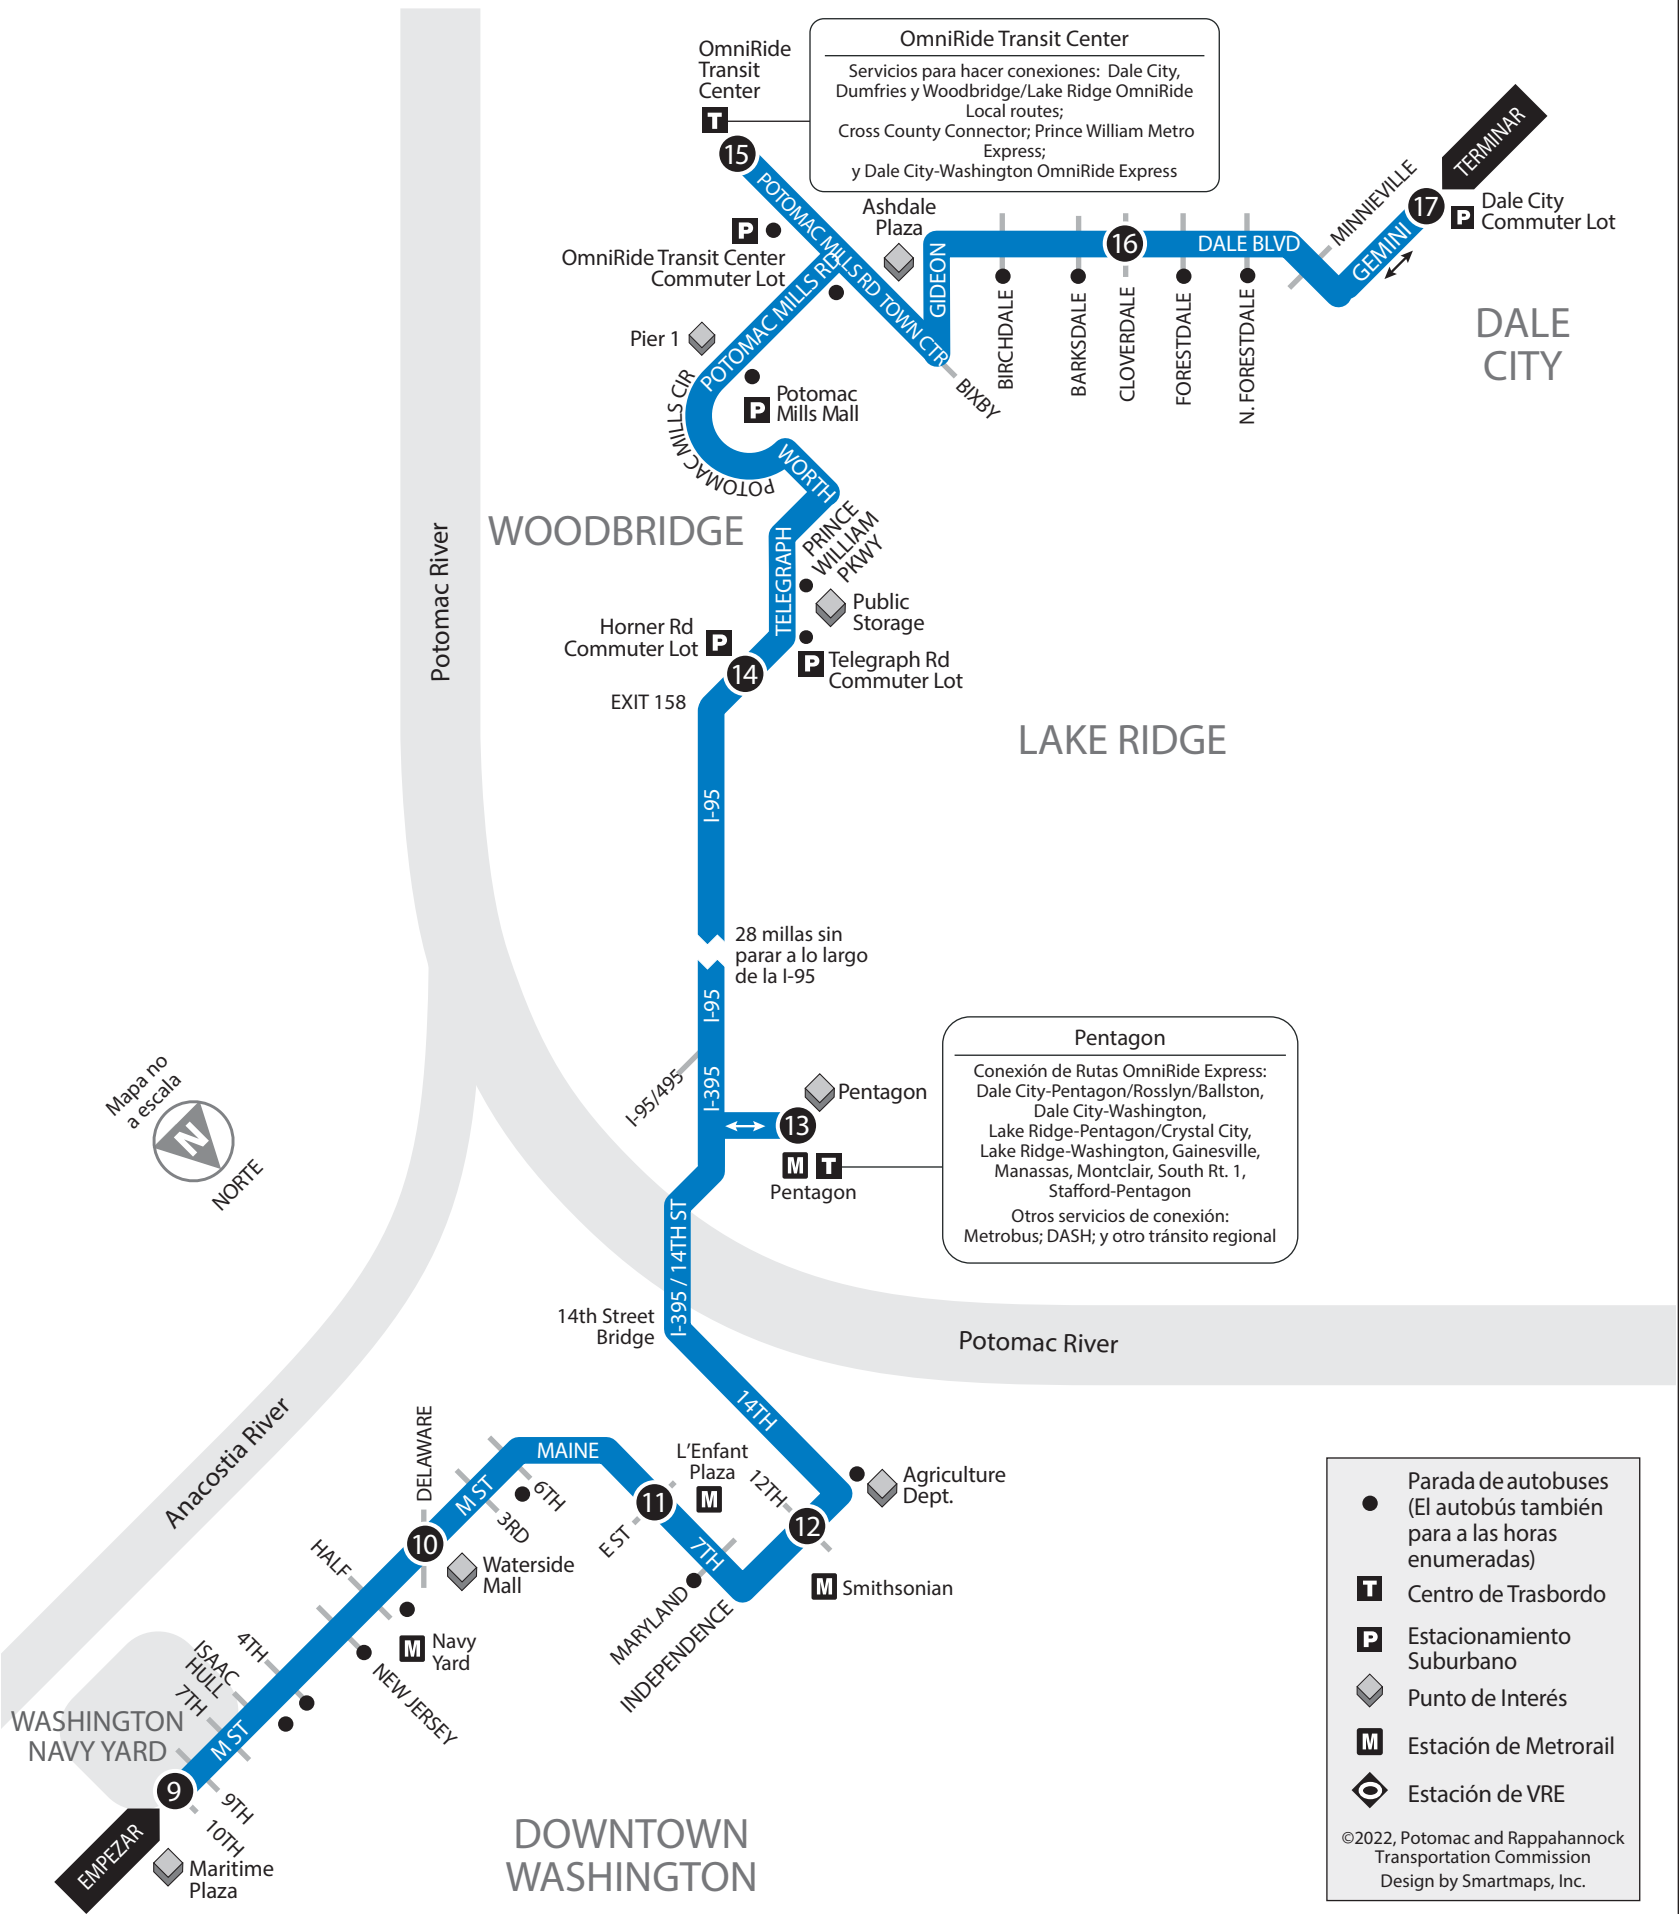 OmniRide
Transit
Center
T
15
OmniRide Transit Center
Servicios para hacer conexiones: Dale City,
Dumfries y Woodbridge/Lake Ridge OmniRide
Local routes;
Cross County Connector; Prince William Metro
Express;
y Dale City-Washington OmniRide Express
TERMINAR
MINNIEVILLE
17
P
Dale City
Commuter Lot
GEMINI
DALE BLVD
16
Ashdale
Plaza
GIDEON
POTOMAC MILLS RD
TOWN CTR
BIXBY
BIRCHDALE
BARKSDALE
CLOVERDALE
FORESTDALE
N. FORESTDALE
DALE
CITY
P
OmniRide Transit Center
Commuter Lot
POTOMAC MILLS RD
Pier 1
POTOMAC MILLS CIR
P
Potomac
Mills Mall
WORTH
WOODBRIDGE
PRINCE
WILLIAM
PKWY
TELEGRAPH
Public
Storage
Horner Rd
Commuter Lot
P
14
P
Telegraph Rd
Commuter Lot
EXIT 158
LAKE RIDGE
Potomac River
I-95
28 millas sin
parar a lo largo
de la I-95
I-95
I-95/495
I-395
Pentagon
13
M
T
Pentagon
Pentagon
Conexión de Rutas OmniRide Express:
Dale City-Pentagon/Rosslyn/Ballston,
Dale City-Washington,
Lake Ridge-Pentagon/Crystal City,
Lake Ridge-Washington, Gainesville,
Manassas, Montclair, South Rt. 1,
Stafford-Pentagon
Otros servicios de conexión:
Metrobus; DASH; y otro tránsito regional
Mapa no
a escala
N
NORTE
I-395 / 14TH ST
14th Street
Bridge
Potomac River
Anacostia River
14TH
Agriculture
Dept.
12TH
12
M
Smithsonian
L'Enfant
Plaza
M
11
E ST
7TH
MARYLAND
INDEPENDENCE
MAINE
6TH
3RD
M ST
DELAWARE
10
Waterside
Mall
HALF
M
Navy
Yard
NEW JERSEY
4TH
ISAAC
HULL
7TH
M ST
WASHINGTON
NAVY YARD
9
9TH
10TH
EMPEZAR
Maritime
Plaza
DOWNTOWN
WASHINGTON
Parada de autobuses
(El autobús también
para a las horas
enumeradas)
T
Centro de Trasbordo
P
Estacionamiento
Suburbano
Punto de Interés
M
Estación de Metrorail
Estación de VRE
©2022, Potomac and Rappahannock
Transportation Commission
Design by Smartmaps, Inc.